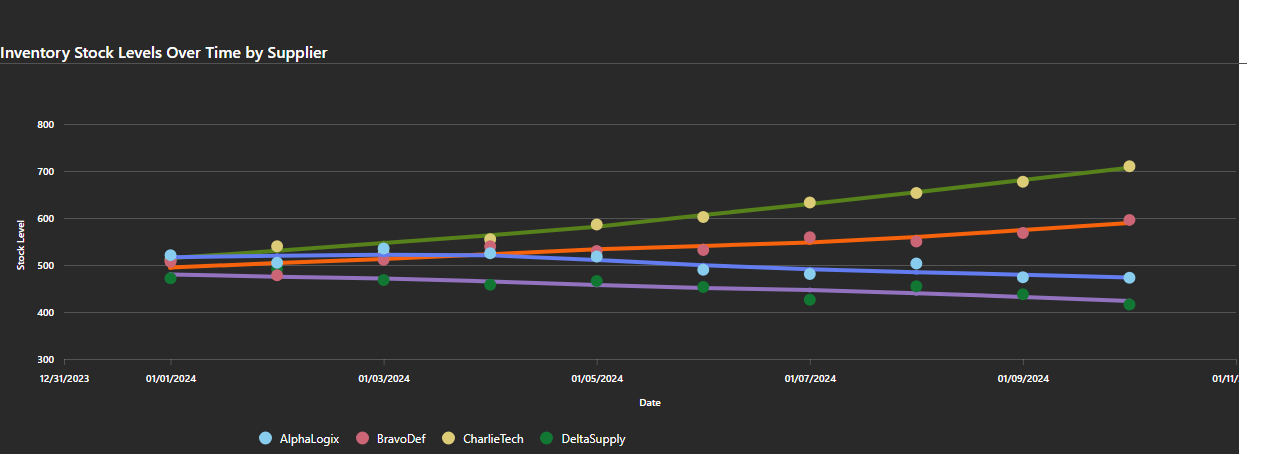 Inventory Stock Levels Over Time by Supplier
800
700
600
500
400
300
Stock Level
12/31/2023 01/01/2024 01/03/2024 01/05/2024 01/07/2024 01/09/2024 01/11/
Date
AlphaLogix BravoDef CharlieTech DeltaSupply